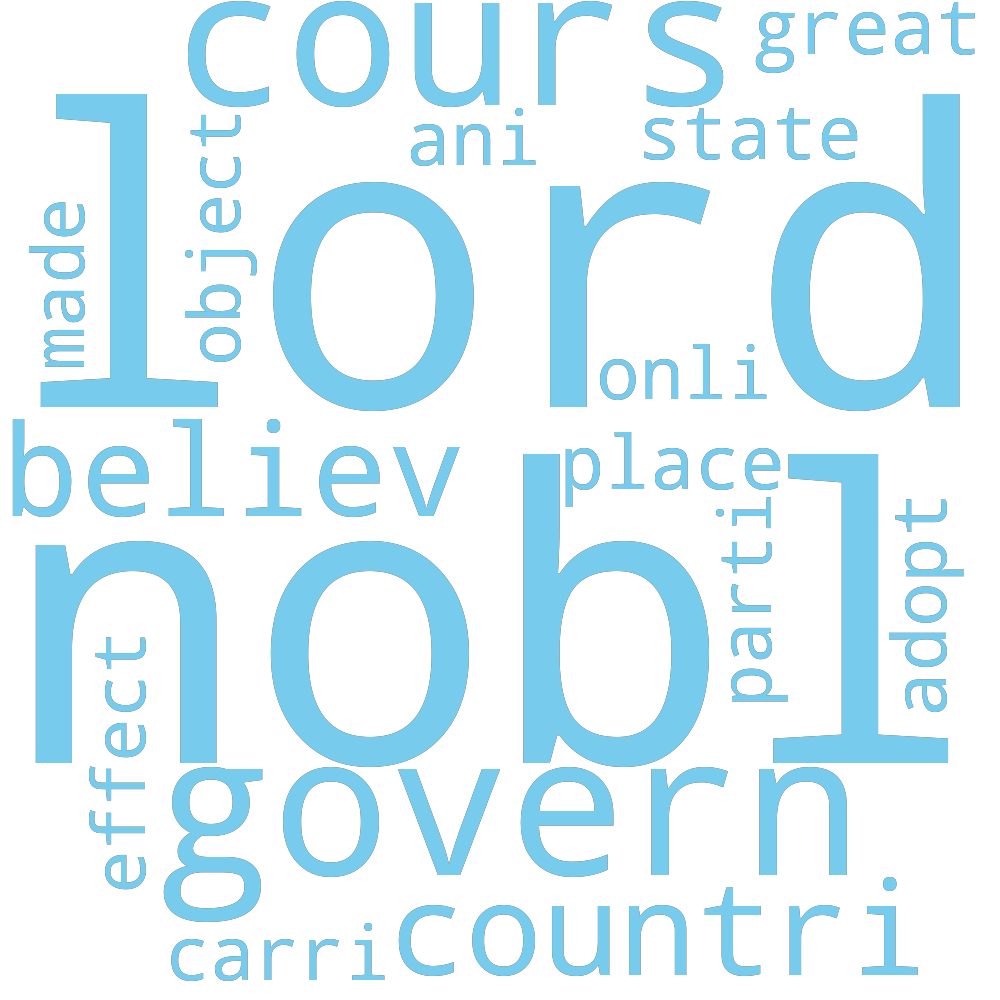 cours
great
ani
state
object
lord
made
onli
believ
place
nobl
parti
adopt
effect
govern
countri
carri